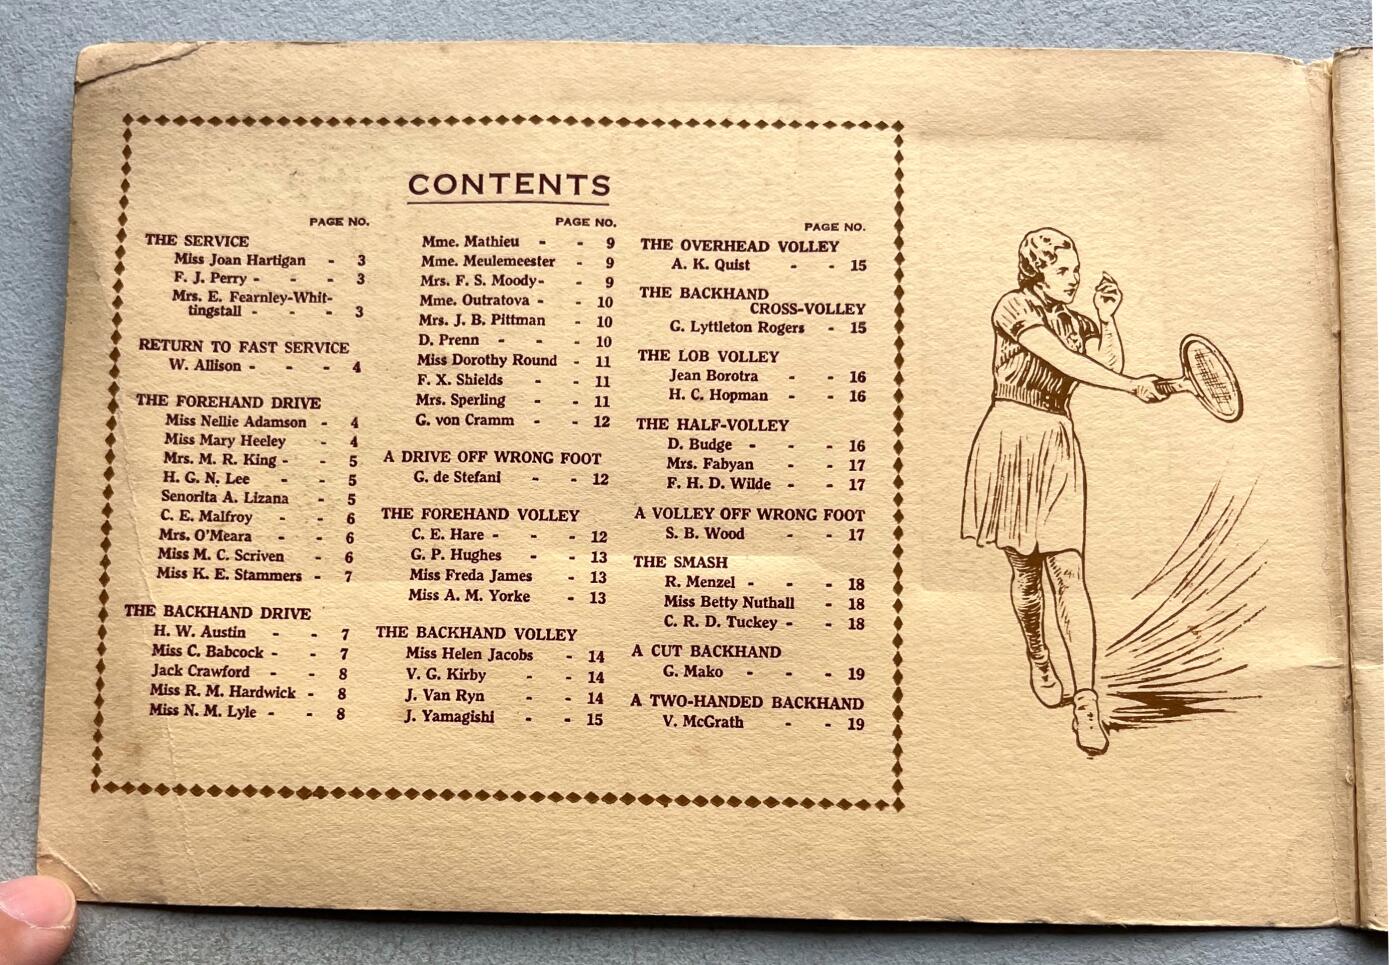 CONTENTS
PAGE NO.
THE SERVICE
Miss Joan Hartigan - 3
F. J. Perry - - - 3
Mrs. E. Fearnley-Whit-
tingstall - - - 3
RETURN TO FAST SERVICE
W. Allison - - - 4
THE FOREHAND DRIVE
Miss Nellie Adamson - 4
Miss Mary Heeley - 4
Mrs. M. R. King - - 5
H. G. N. Lee - - 5
Senorita A. Lizana - 5
C. E. Malfroy - - 6
Mrs. O'Meara - - 6
Miss M. C. Scriven - 6
Miss K. E. Stammers - 7
THE BACKHAND DRIVE
H. W. Austin - - 7
Miss C. Babcock - - 7
Jack Crawford - - 8
Miss R. M. Hardwick - 8
Miss N. M. Lyle - - 8
PAGE NO.
Mme. Mathieu - - 9
Mme. Meulemeester - 9
Mrs. F. S. Moody - - 9
Mme. Outratova - - 10
Mrs. J. B. Pittman - 10
D. Prenn - - - 10
Miss Dorothy Round - 11
F. X. Shields - - 11
Mrs. Sperling - - 11
G. von Cramm - - 12
A DRIVE OFF WRONG FOOT
G. de Stefani - - 12
THE FOREHAND VOLLEY
C. E. Hare - - - 12
G. P. Hughes - - 13
Miss Freda James - 13
Miss A. M. Yorke - 13
THE BACKHAND VOLLEY
Miss Helen Jacobs - 14
V. G. Kirby - - 14
J. Van Ryn - - 14
J. Yamagishi - - 15
PAGE NO.
THE OVERHEAD VOLLEY
A. K. Quist - - 15
THE BACKHAND
CROSS-VOLLEY
G. Lyttleton Rogers - 15
THE LOB VOLLEY
Jean Borotra - - 16
H. C. Hopman - - 16
THE HALF-VOLLEY
D. Budge - - - 16
Mrs. Fabyan - - 17
F. H. D. Wilde - - 17
A VOLLEY OFF WRONG FOOT
S. B. Wood - - 17
THE SMASH
R. Menzel - - - 18
Miss Betty Nuthall - 18
C. R. D. Tuckey - - 18
A CUT BACKHAND
G. Mako - - - 19
A TWO-HANDED BACKHAND
V. McGrath - - 19